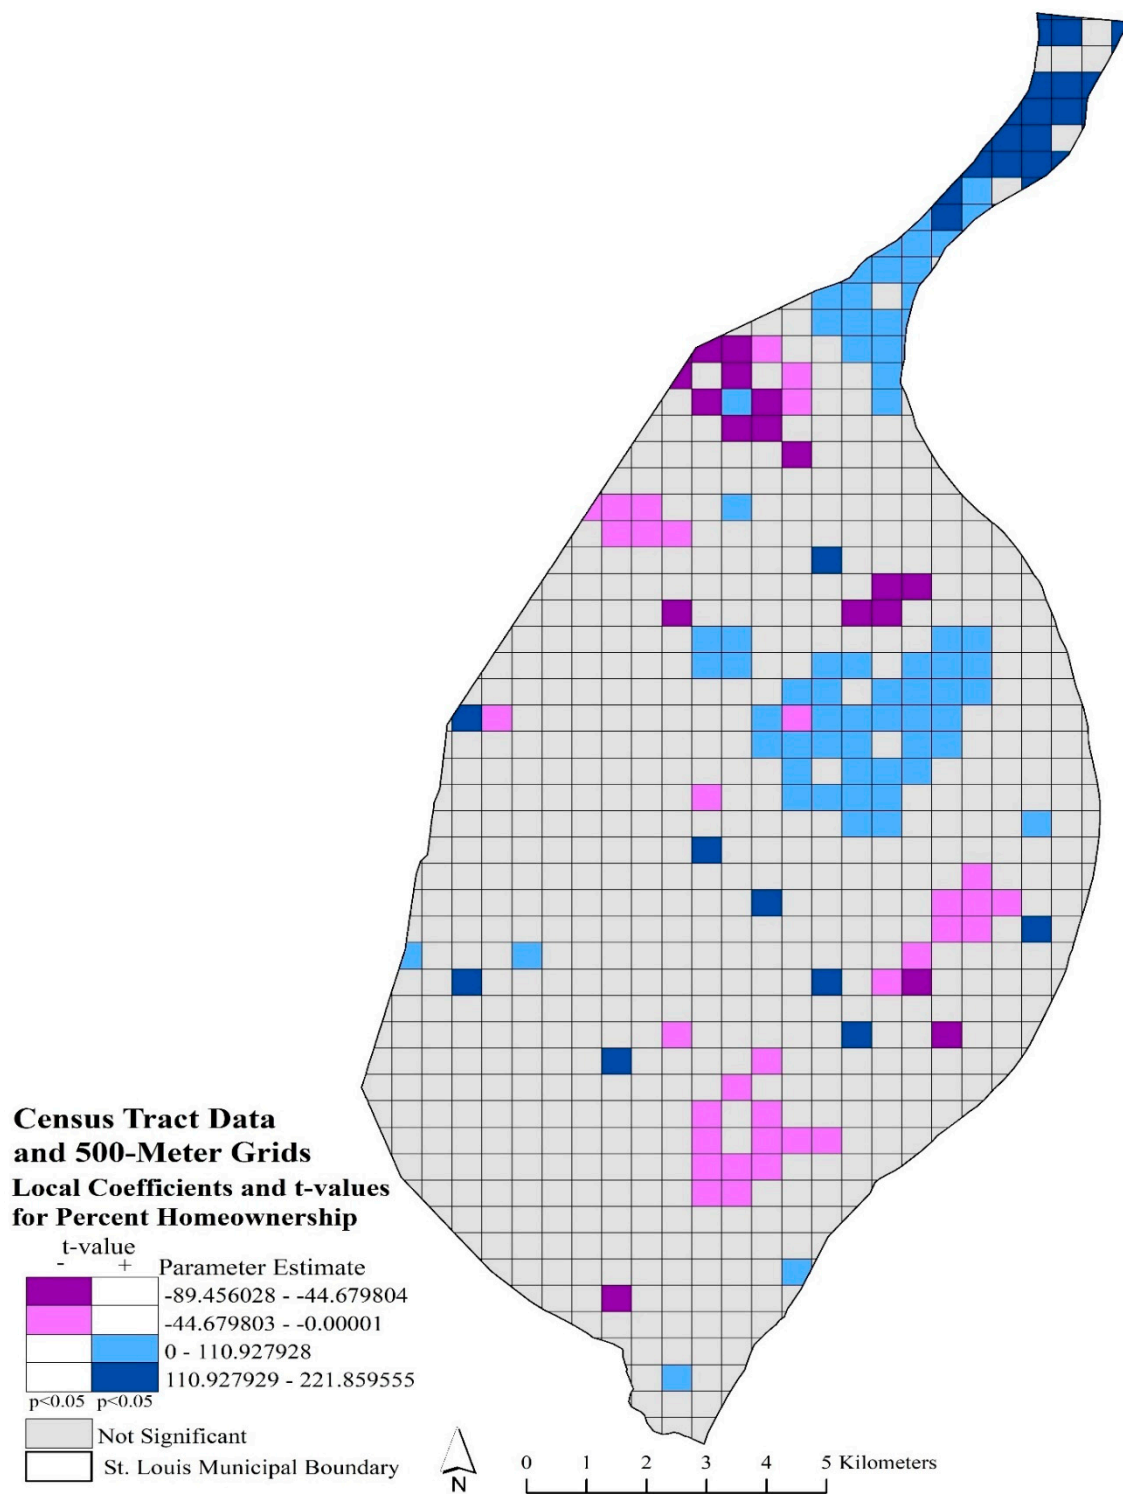 Census Tract Data
and 500-Meter Grids
Local Coefficients and t-values
for Percent Homeownership
t-value
- + Parameter Estimate
-89.456028 - -44.679804
-44.679803 - -0.00001
0 - 110.927928
110.927929 - 221.859555
p<0.05 p<0.05
Not Significant
St. Louis Municipal Boundary
N
0 1 2 3 4 5 Kilometers